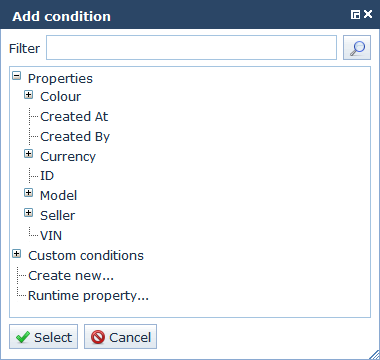 Add condition
Filter
Properties
Colour
Created At
Created By
Currency
ID
Model
Seller
VIN
Custom conditions
Create new...
Runtime property...
Select Cancel